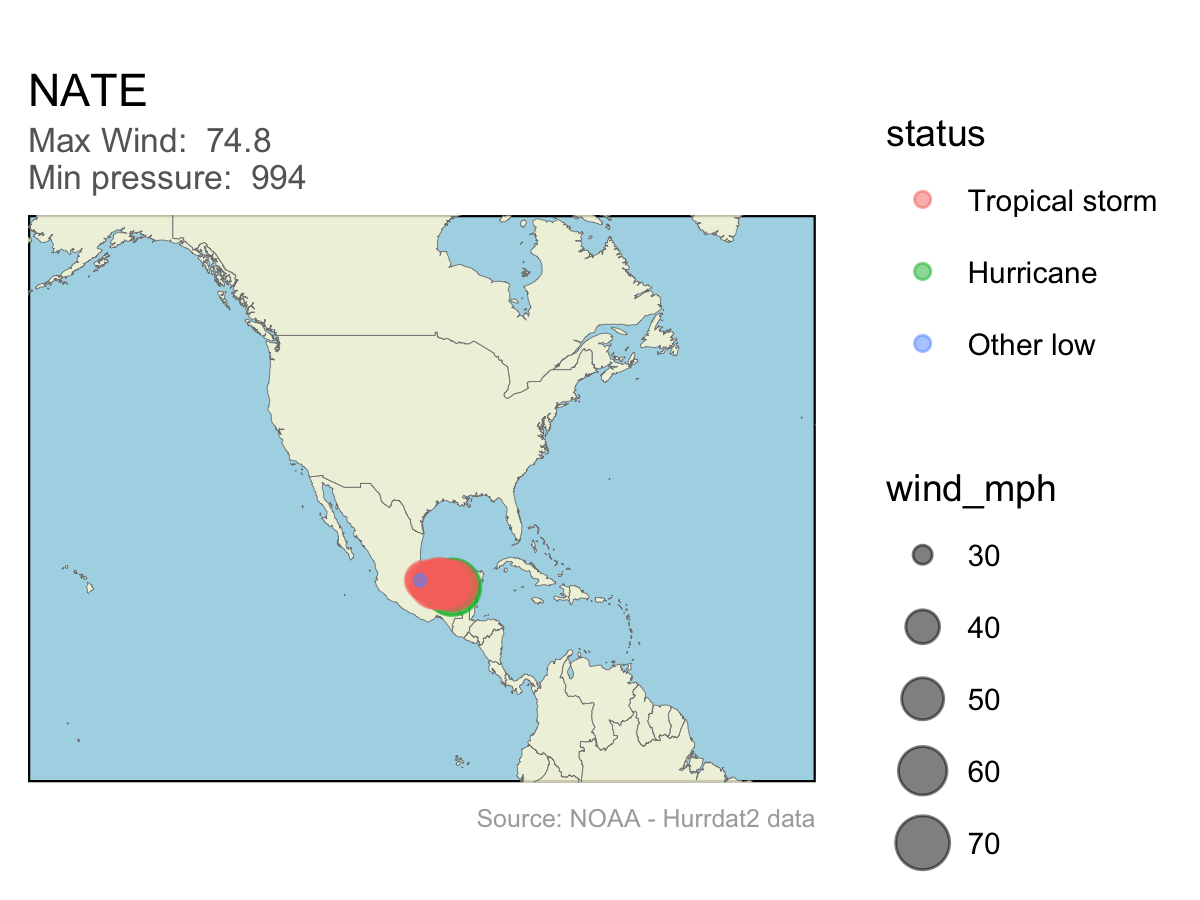 NATE
Max Wind:  74.8
Min pressure:  994
status
Tropical storm
Hurricane
Other low
wind_mph
30
40
50
60
70
Source: NOAA - Hurrdat2 data